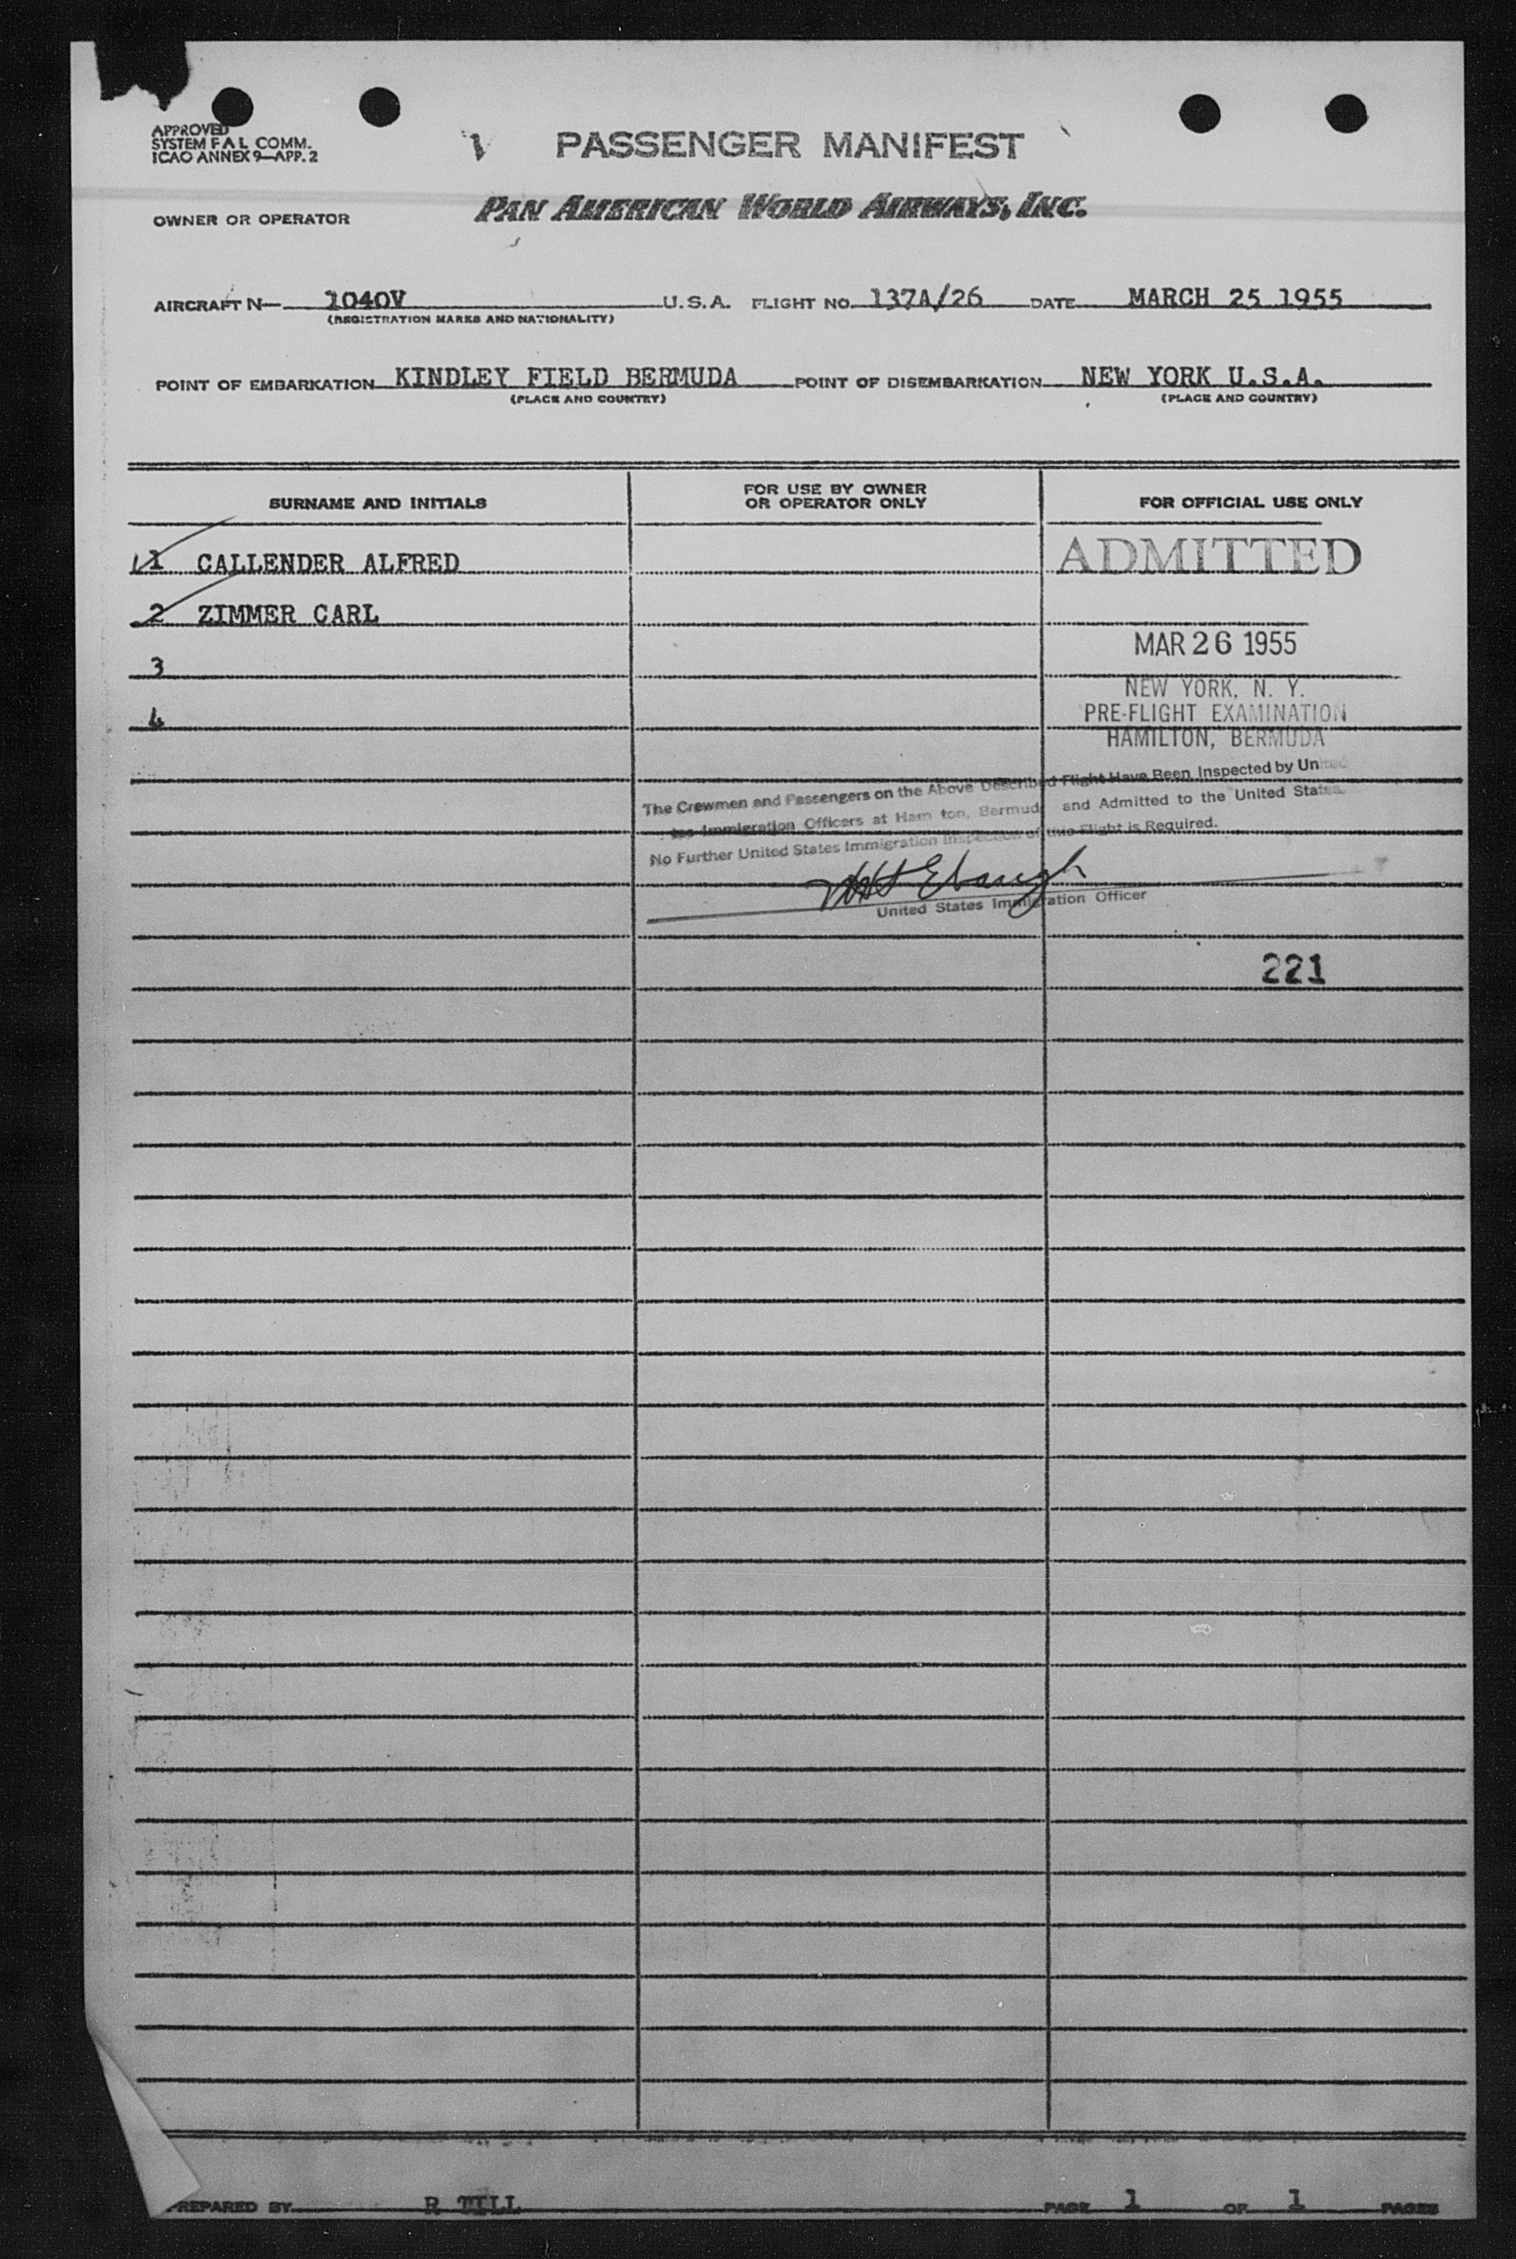 APPROVED
SYSTEM F A L COMM.
ICAO ANNEX 9—APP. 2
PASSENGER MANIFEST
OWNER OR OPERATOR PAN AMERICAN WORLD AIRWAYS, INC.
AIRCRAFT N— 1040V U.S.A. FLIGHT NO. 137A/26 DATE MARCH 25 1955
(REGISTRATION MARKS AND NATIONALITY)
POINT OF EMBARKATION KINDLEY FIELD BERMUDA POINT OF DISEMBARKATION NEW YORK U.S.A.
(PLACE AND COUNTRY) (PLACE AND COUNTRY)
SURNAME AND INITIALS FOR USE BY OWNER OR OPERATOR ONLY FOR OFFICIAL USE ONLY
1 CALLENDER ALFRED ADMITTED
2 ZIMMER CARL
MAR 26 1955
3
NEW YORK, N. Y.
4 PRE-FLIGHT EXAMINATION
HAMILTON, BERMUDA
The Crewmen and Passengers on the Above Described Flight Have Been Inspected by United
tes Immigration Officers at Ham ton, Bermud and Admitted to the United States.
No Further United States Immigration Inspection of this Flight is Required.
Ebaugh
United States Immigration Officer
221
PREPARED BY R TILL PAGE 1 OF 1 PAGES